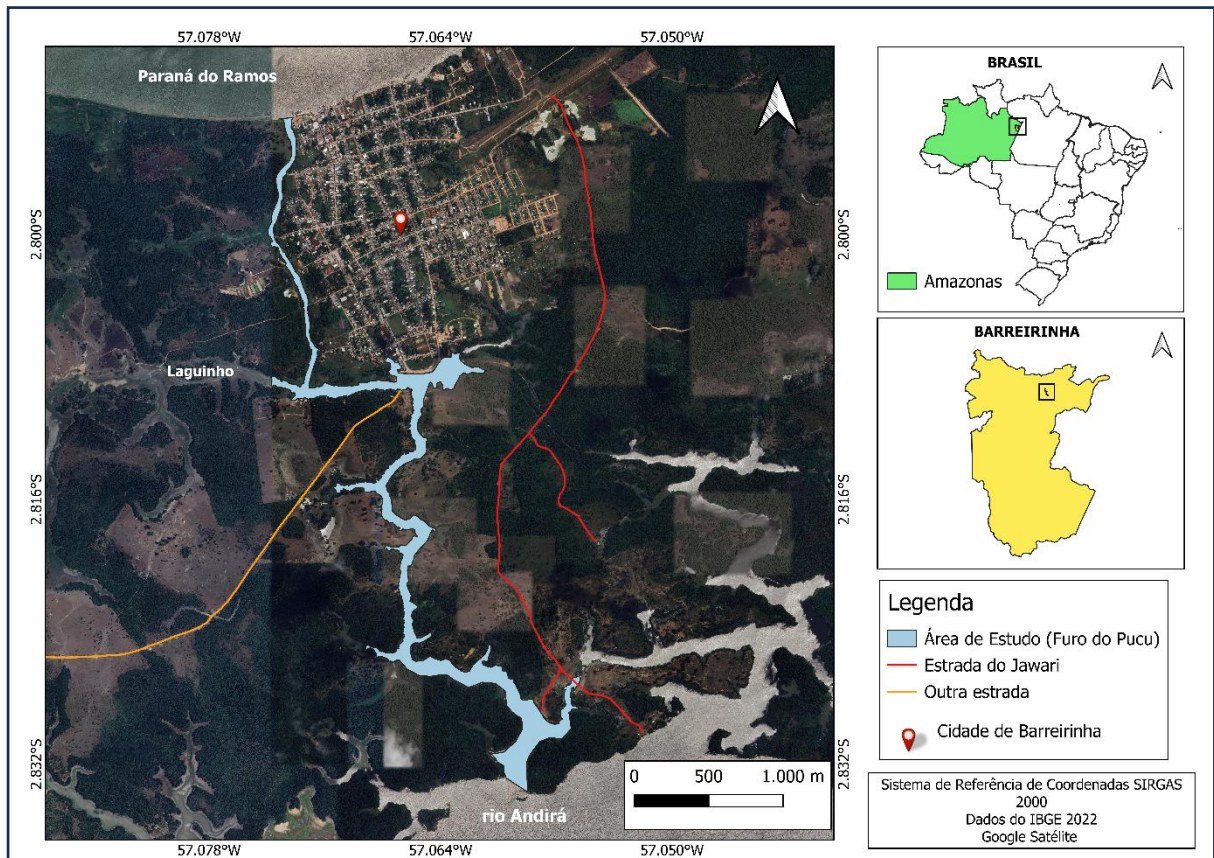 57.078°W
57.064°W
57.050°W
Paraná do Ramos
2.800°S
2.800°S
Laguinho
2.816°S
2.816°S
2.832°S
2.832°S
rio Andirá
0 500 1.000 m
57.078°W
57.064°W
57.050°W
BRASIL
Amazonas
BARREIRINHA
Legenda
Área de Estudo (Furo do Pucu)
Estrada do Jawari
Outra estrada
Cidade de Barreirinha
Sistema de Referência de Coordenadas SIRGAS
2000
Dados do IBGE 2022
Google Satélite